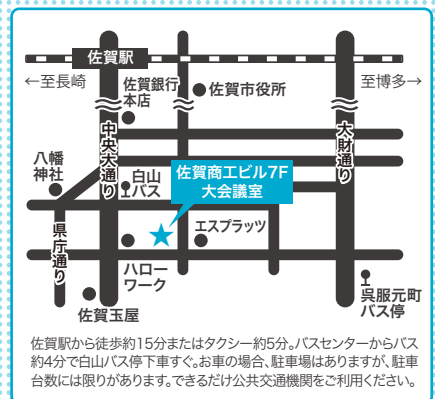 佐賀駅
←至長崎
至博多→
佐賀銀行
本店
佐賀市役所
中央大通り
大財通り
八幡
神社
白山
バス
佐賀商工ビル7F
大会議室
県庁通り
エスプラッツ
ハロー
ワーク
佐賀玉屋
呉服元町
バス停
佐賀駅から徒歩約15分またはタクシー約5分。バスセンターからバス
約4分で白山バス停下車すぐ。お車の場合、駐車場はありますが、駐車
台数には限りがあります。できるだけ公共交通機関をご利用ください。